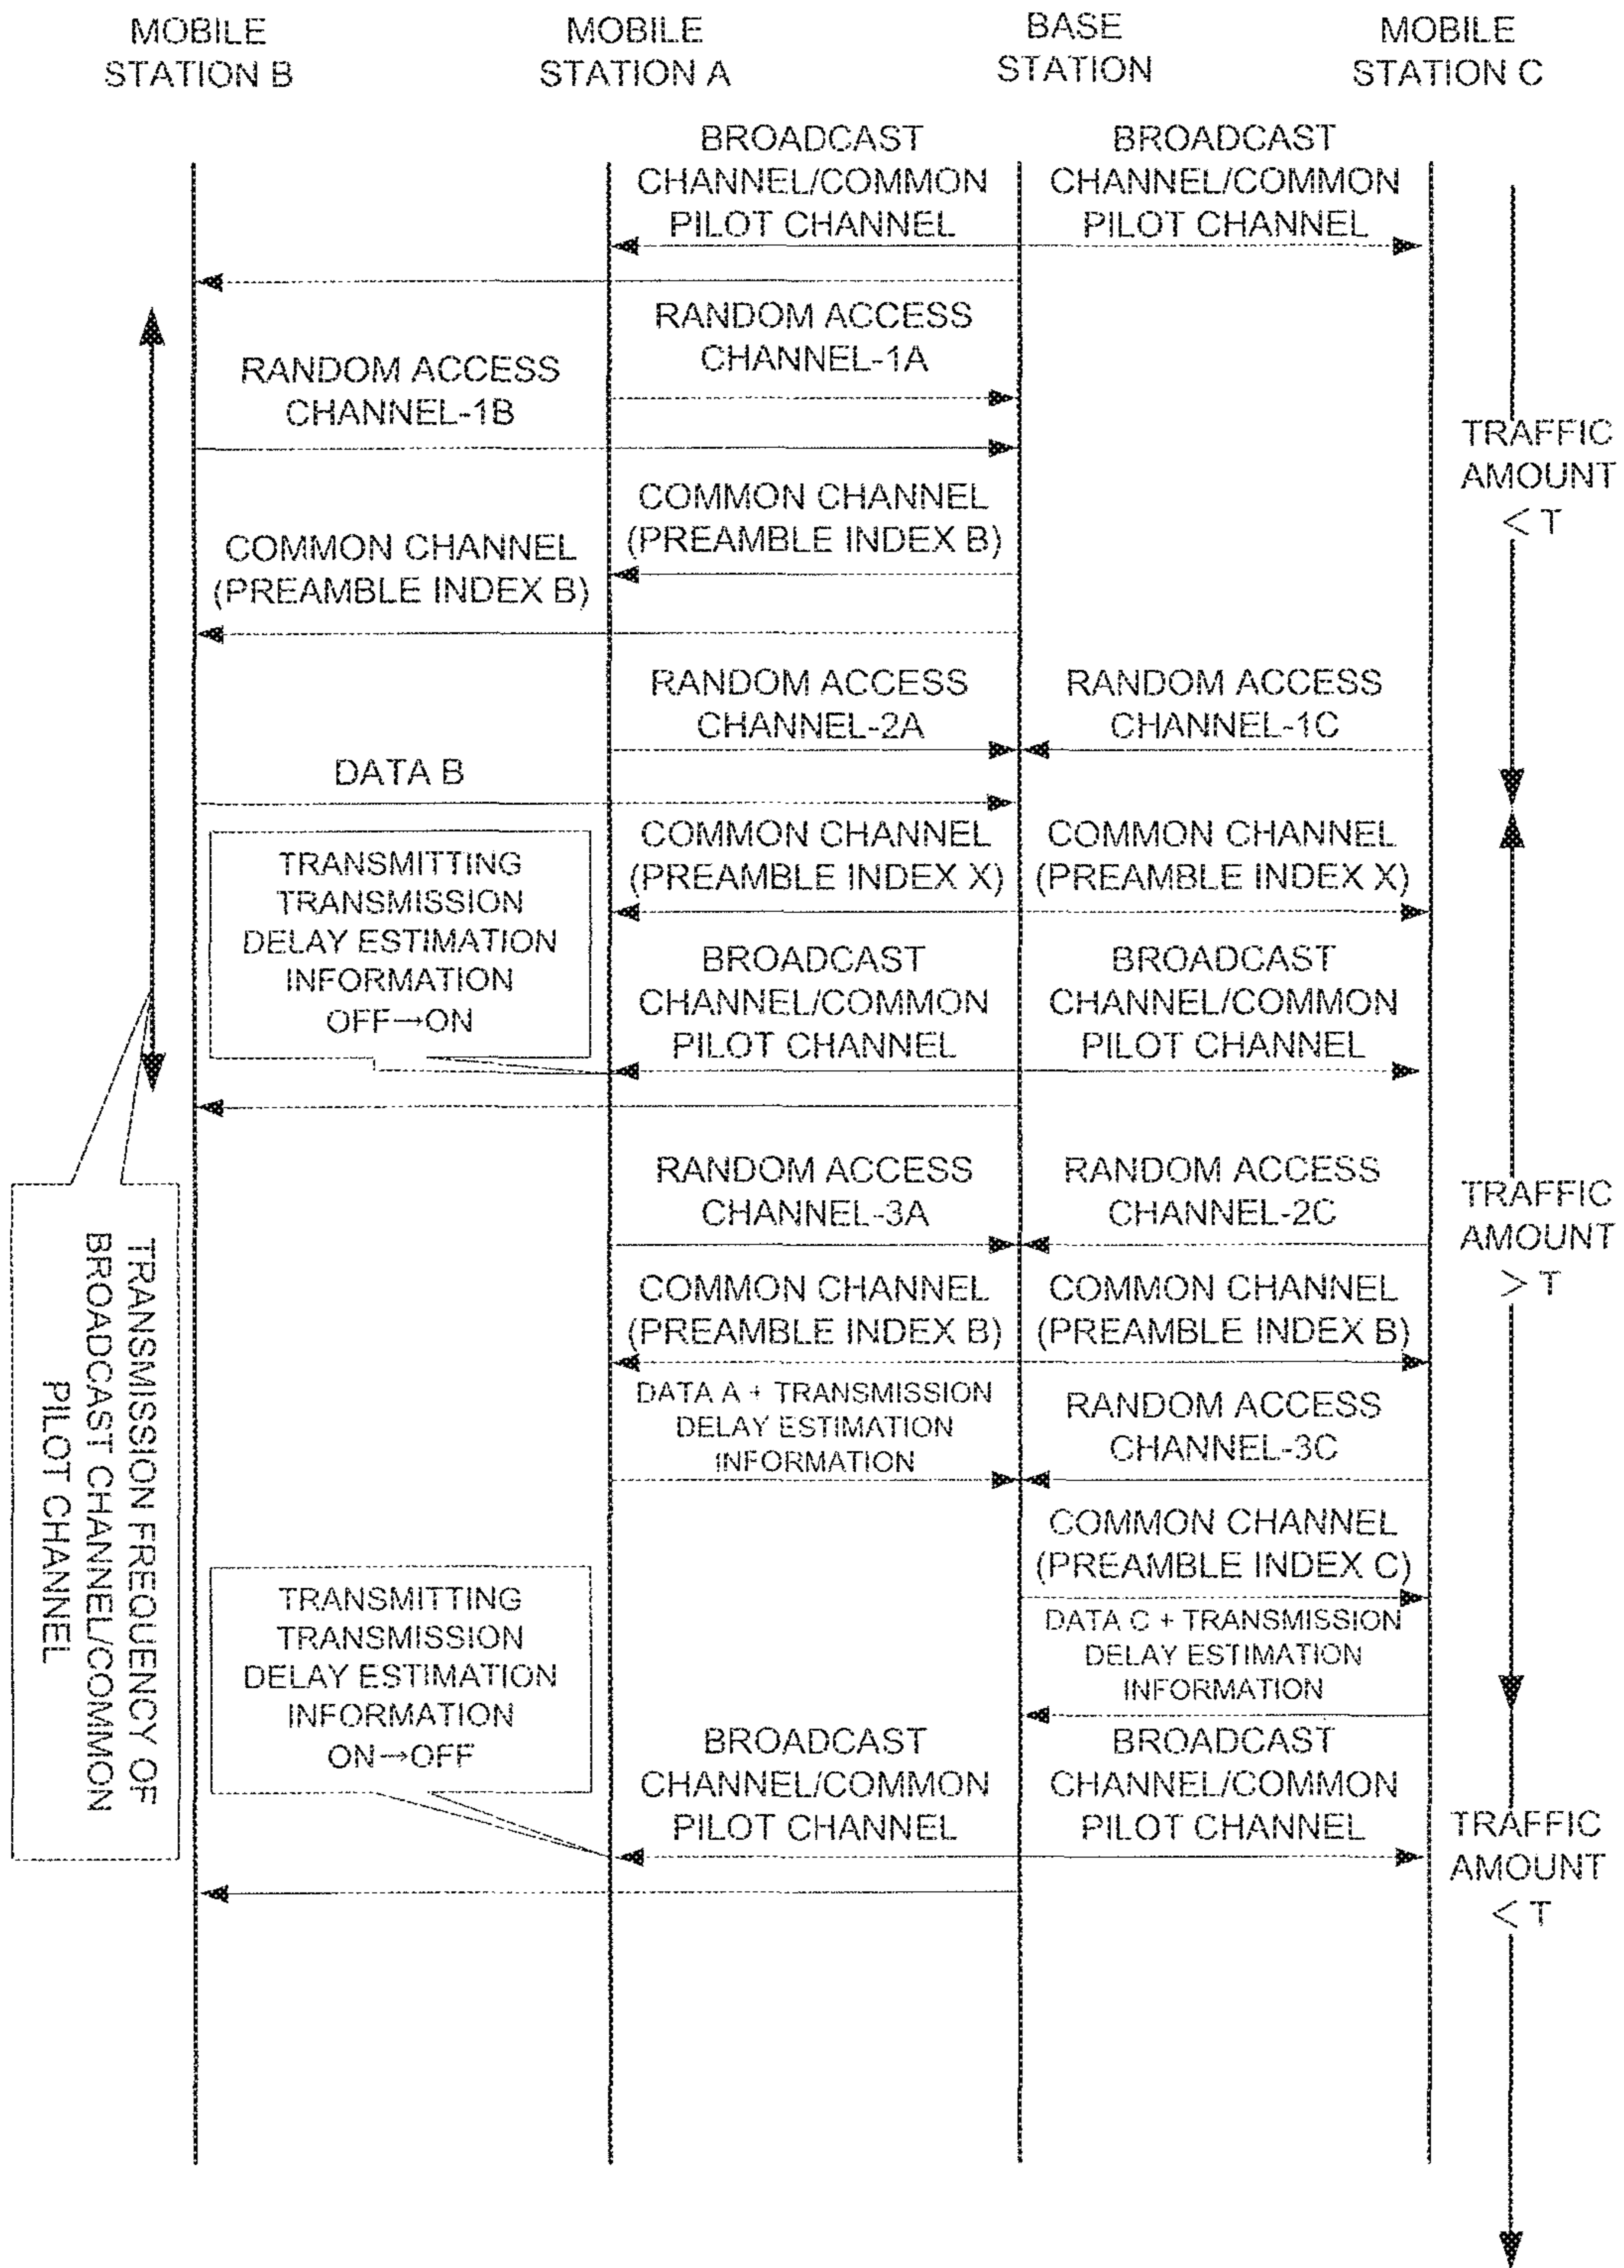 MOBILE
STATION B
MOBILE
STATION A
BASE
STATION
MOBILE
STATION C
BROADCAST
CHANNEL/COMMON
PILOT CHANNEL
BROADCAST
CHANNEL/COMMON
PILOT CHANNEL
RANDOM ACCESS
CHANNEL-1A
RANDOM ACCESS
CHANNEL-1B
TRAFFIC
AMOUNT
< T
COMMON CHANNEL
(PREAMBLE INDEX B)
COMMON CHANNEL
(PREAMBLE INDEX B)
RANDOM ACCESS
CHANNEL-2A
RANDOM ACCESS
CHANNEL-1C
DATA B
COMMON CHANNEL
(PREAMBLE INDEX X)
COMMON CHANNEL
(PREAMBLE INDEX X)
TRANSMITTING
TRANSMISSION
DELAY ESTIMATION
INFORMATION
OFF→ON
BROADCAST
CHANNEL/COMMON
PILOT CHANNEL
BROADCAST
CHANNEL/COMMON
PILOT CHANNEL
RANDOM ACCESS
CHANNEL-3A
RANDOM ACCESS
CHANNEL-2C
TRAFFIC
AMOUNT
> T
TRANSMISSION FREQUENCY OF
BROADCAST CHANNEL/COMMON
PILOT CHANNEL
COMMON CHANNEL
(PREAMBLE INDEX B)
COMMON CHANNEL
(PREAMBLE INDEX B)
DATA A + TRANSMISSION
DELAY ESTIMATION
INFORMATION
RANDOM ACCESS
CHANNEL-3C
COMMON CHANNEL
(PREAMBLE INDEX C)
TRANSMITTING
TRANSMISSION
DELAY ESTIMATION
INFORMATION
ON→OFF
DATA C + TRANSMISSION
DELAY ESTIMATION
INFORMATION
BROADCAST
CHANNEL/COMMON
PILOT CHANNEL
BROADCAST
CHANNEL/COMMON
PILOT CHANNEL
TRAFFIC
AMOUNT
< T